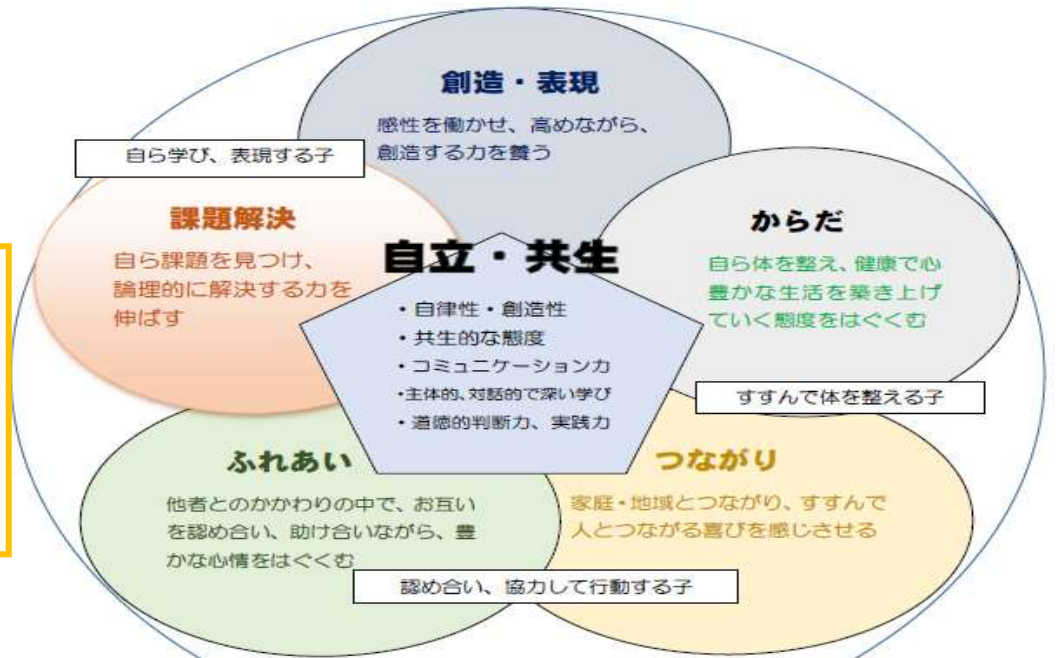 創造・表現
感性を働かせ、高めながら、
創造する力を養う
自ら学び、表現する子
課題解決
自ら課題を見つけ、
論理的に解決する力を
伸ばす
からだ
自ら体を整え、健康で心
豊かな生活を築き上げ
ていく態度をはぐくむ
すすんで体を整える子
自立・共生
・自律性・創造性
・共生的な態度
・コミュニケーション力
・主体的、対話的で深い学び
・道徳的判断力、実践力
ふれあい
他者とのかかわりの中で、お互い
を認め合い、助け合いながら、豊
かな心情をはぐくむ
つながり
家庭・地域とつながり、すすんで
人とつながる喜びを感じさせる
認め合い、協力して行動する子